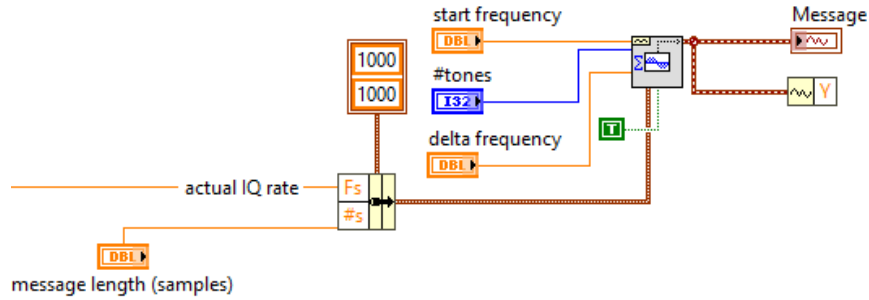 start frequency
Message
DBL
1000
#tones
Σ
1000
I32
Y
T
delta frequency
DBL
actual IQ rate
Fs
#s
DBL
message length (samples)